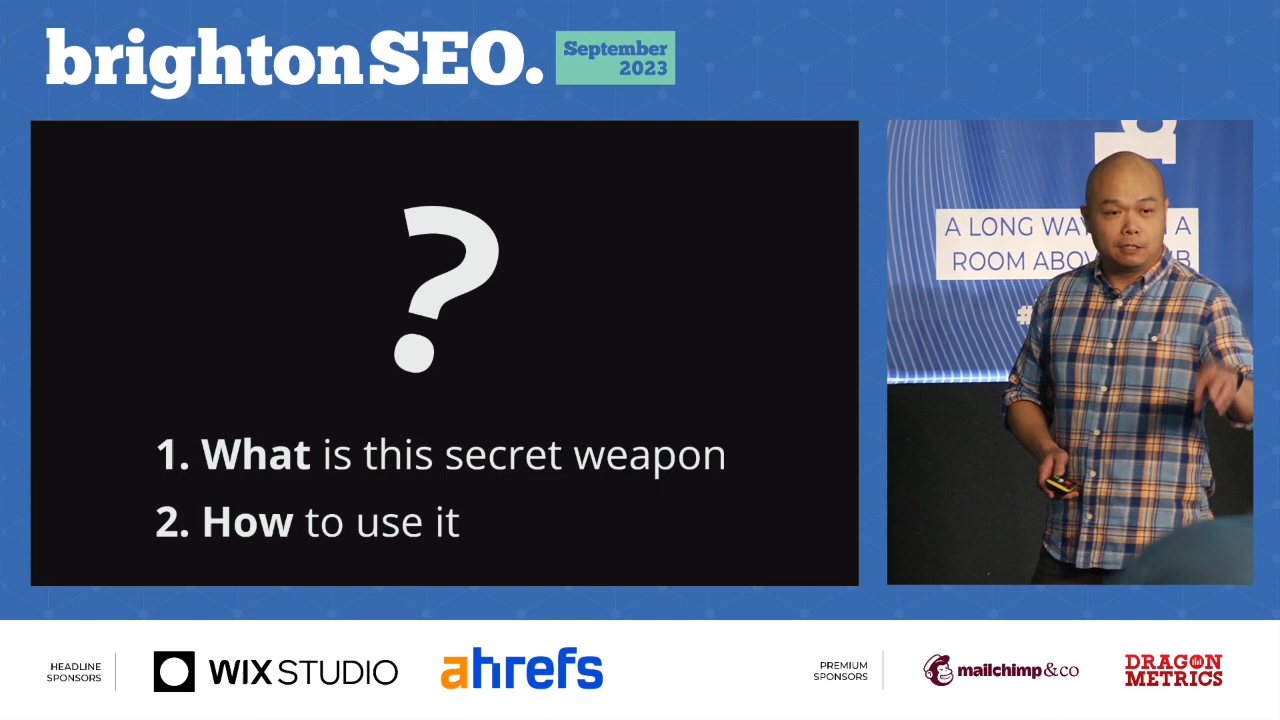 brightonSEO.
September
2023
?
1. What is this secret weapon
2. How to use it
A LONG WAY A
ROOM ABOV
#
HEADLINE
SPONSORS
WIX STUDIO
ahrefs
PREMIUM
SPONSORS
mailchimp&co
DRAGON
METRICS